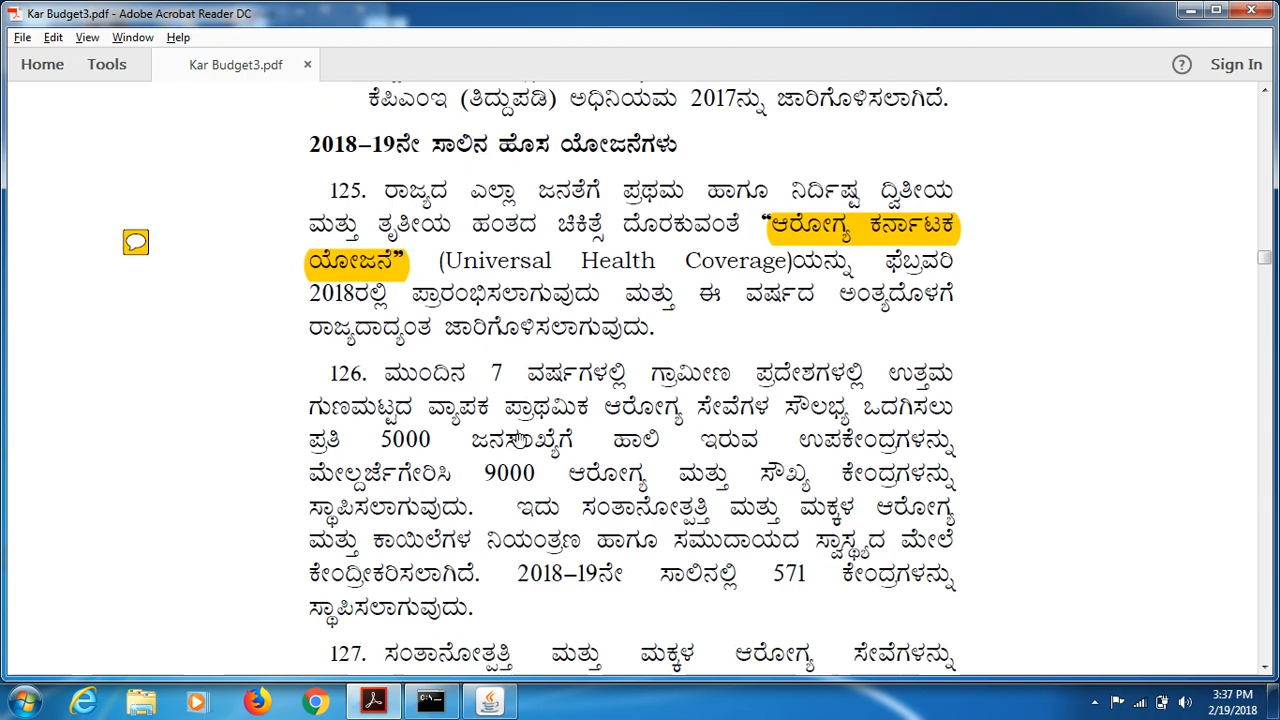 Kar Budget3.pdf - Adobe Acrobat Reader DC
File Edit View Window Help
Home Tools Kar Budget3.pdf × ? Sign In
ಕೆಪಿಎಂಇ (ತಿದ್ದುಪಡಿ) ಅಧಿನಿಯಮ 2017ನ್ನು ಜಾರಿಗೊಳಿಸಲಾಗಿದೆ.
2018–19ನೇ ಸಾಲಿನ ಹೊಸ ಯೋಜನೆಗಳು
125. ರಾಜ್ಯದ ಎಲ್ಲಾ ಜನತೆಗೆ ಪ್ರಥಮ ಹಾಗೂ ನಿರ್ದಿಷ್ಟ ದ್ವಿತೀಯ
ಮತ್ತು ತೃತೀಯ ಹಂತದ ಚಿಕಿತ್ಸೆ ದೊರಕುವಂತೆ “ಆರೋಗ್ಯ ಕರ್ನಾಟಕ
ಯೋಜನೆ” (Universal Health Coverage)ಯನ್ನು ಫೆಬ್ರವರಿ
2018ರಲ್ಲಿ ಪ್ರಾರಂಭಿಸಲಾಗುವುದು ಮತ್ತು ಈ ವರ್ಷದ ಅಂತ್ಯದೊಳಗೆ
ರಾಜ್ಯದಾದ್ಯಂತ ಜಾರಿಗೊಳಿಸಲಾಗುವುದು.
126. ಮುಂದಿನ 7 ವರ್ಷಗಳಲ್ಲಿ ಗ್ರಾಮೀಣ ಪ್ರದೇಶಗಳಲ್ಲಿ ಉತ್ತಮ
ಗುಣಮಟ್ಟದ ವ್ಯಾಪಕ ಪ್ರಾಥಮಿಕ ಆರೋಗ್ಯ ಸೇವೆಗಳ ಸೌಲಭ್ಯ ಒದಗಿಸಲು
ಪ್ರತಿ 5000 ಜನಸಂಖ್ಯೆಗೆ ಹಾಲಿ ಇರುವ ಉಪಕೇಂದ್ರಗಳನ್ನು
ಮೇಲ್ದರ್ಜೆಗೇರಿಸಿ 9000 ಆರೋಗ್ಯ ಮತ್ತು ಸೌಖ್ಯ ಕೇಂದ್ರಗಳನ್ನು
ಸ್ಥಾಪಿಸಲಾಗುವುದು. ಇದು ಸಂತಾನೋತ್ಪತ್ತಿ ಮತ್ತು ಮಕ್ಕಳ ಆರೋಗ್ಯ
ಮತ್ತು ಕಾಯಿಲೆಗಳ ನಿಯಂತ್ರಣ ಹಾಗೂ ಸಮುದಾಯದ ಸ್ವಾಸ್ಥ್ಯದ ಮೇಲೆ
ಕೇಂದ್ರೀಕರಿಸಲಾಗಿದೆ. 2018–19ನೇ ಸಾಲಿನಲ್ಲಿ 571 ಕೇಂದ್ರಗಳನ್ನು
ಸ್ಥಾಪಿಸಲಾಗುವುದು.
127. ಸಂತಾನೋತ್ಪತ್ತಿ ಮತ್ತು ಮಕ್ಕಳ ಆರೋಗ್ಯ ಸೇವೆಗಳನ್ನು
3:37 PM
2/19/2018